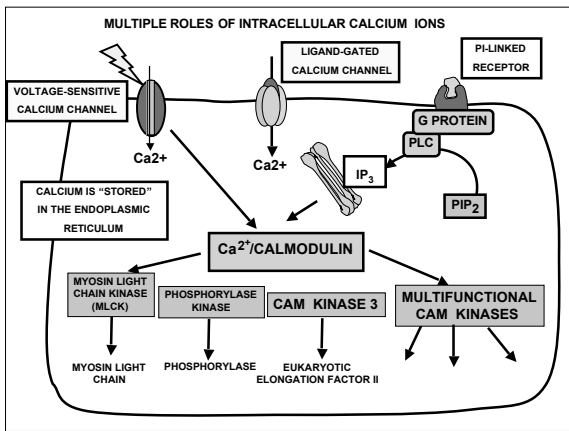 MULTIPLE ROLES OF INTRACELLULAR CALCIUM IONS
LIGAND-GATED
CALCIUM CHANNEL
PI-LINKED
RECEPTOR
VOLTAGE-SENSITIVE
CALCIUM CHANNEL
G PROTEIN
PLC
Ca2+
Ca2+
IP3
PIP2
CALCIUM IS “STORED”
IN THE ENDOPLASMIC
RETICULUM
Ca2+/CALMODULIN
MYOSIN LIGHT
CHAIN KINASE
(MLCK)
PHOSPHORYLASE
KINASE
CAM KINASE 3
MULTIFUNCTIONAL
CAM KINASES
MYOSIN LIGHT
CHAIN
PHOSPHORYLASE
EUKARYOTIC
ELONGATION FACTOR II